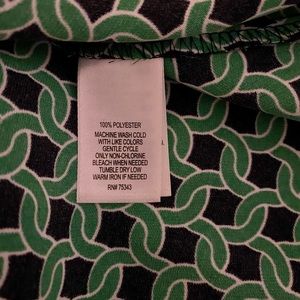 100% POLYESTER
MACHINE WASH COLD
WITH LIKE COLORS
GENTLE CYCLE
ONLY NON-CHLORINE
BLEACH WHEN NEEDED
TUMBLE DRY LOW
WARM IRON IF NEEDED
RN# 75343